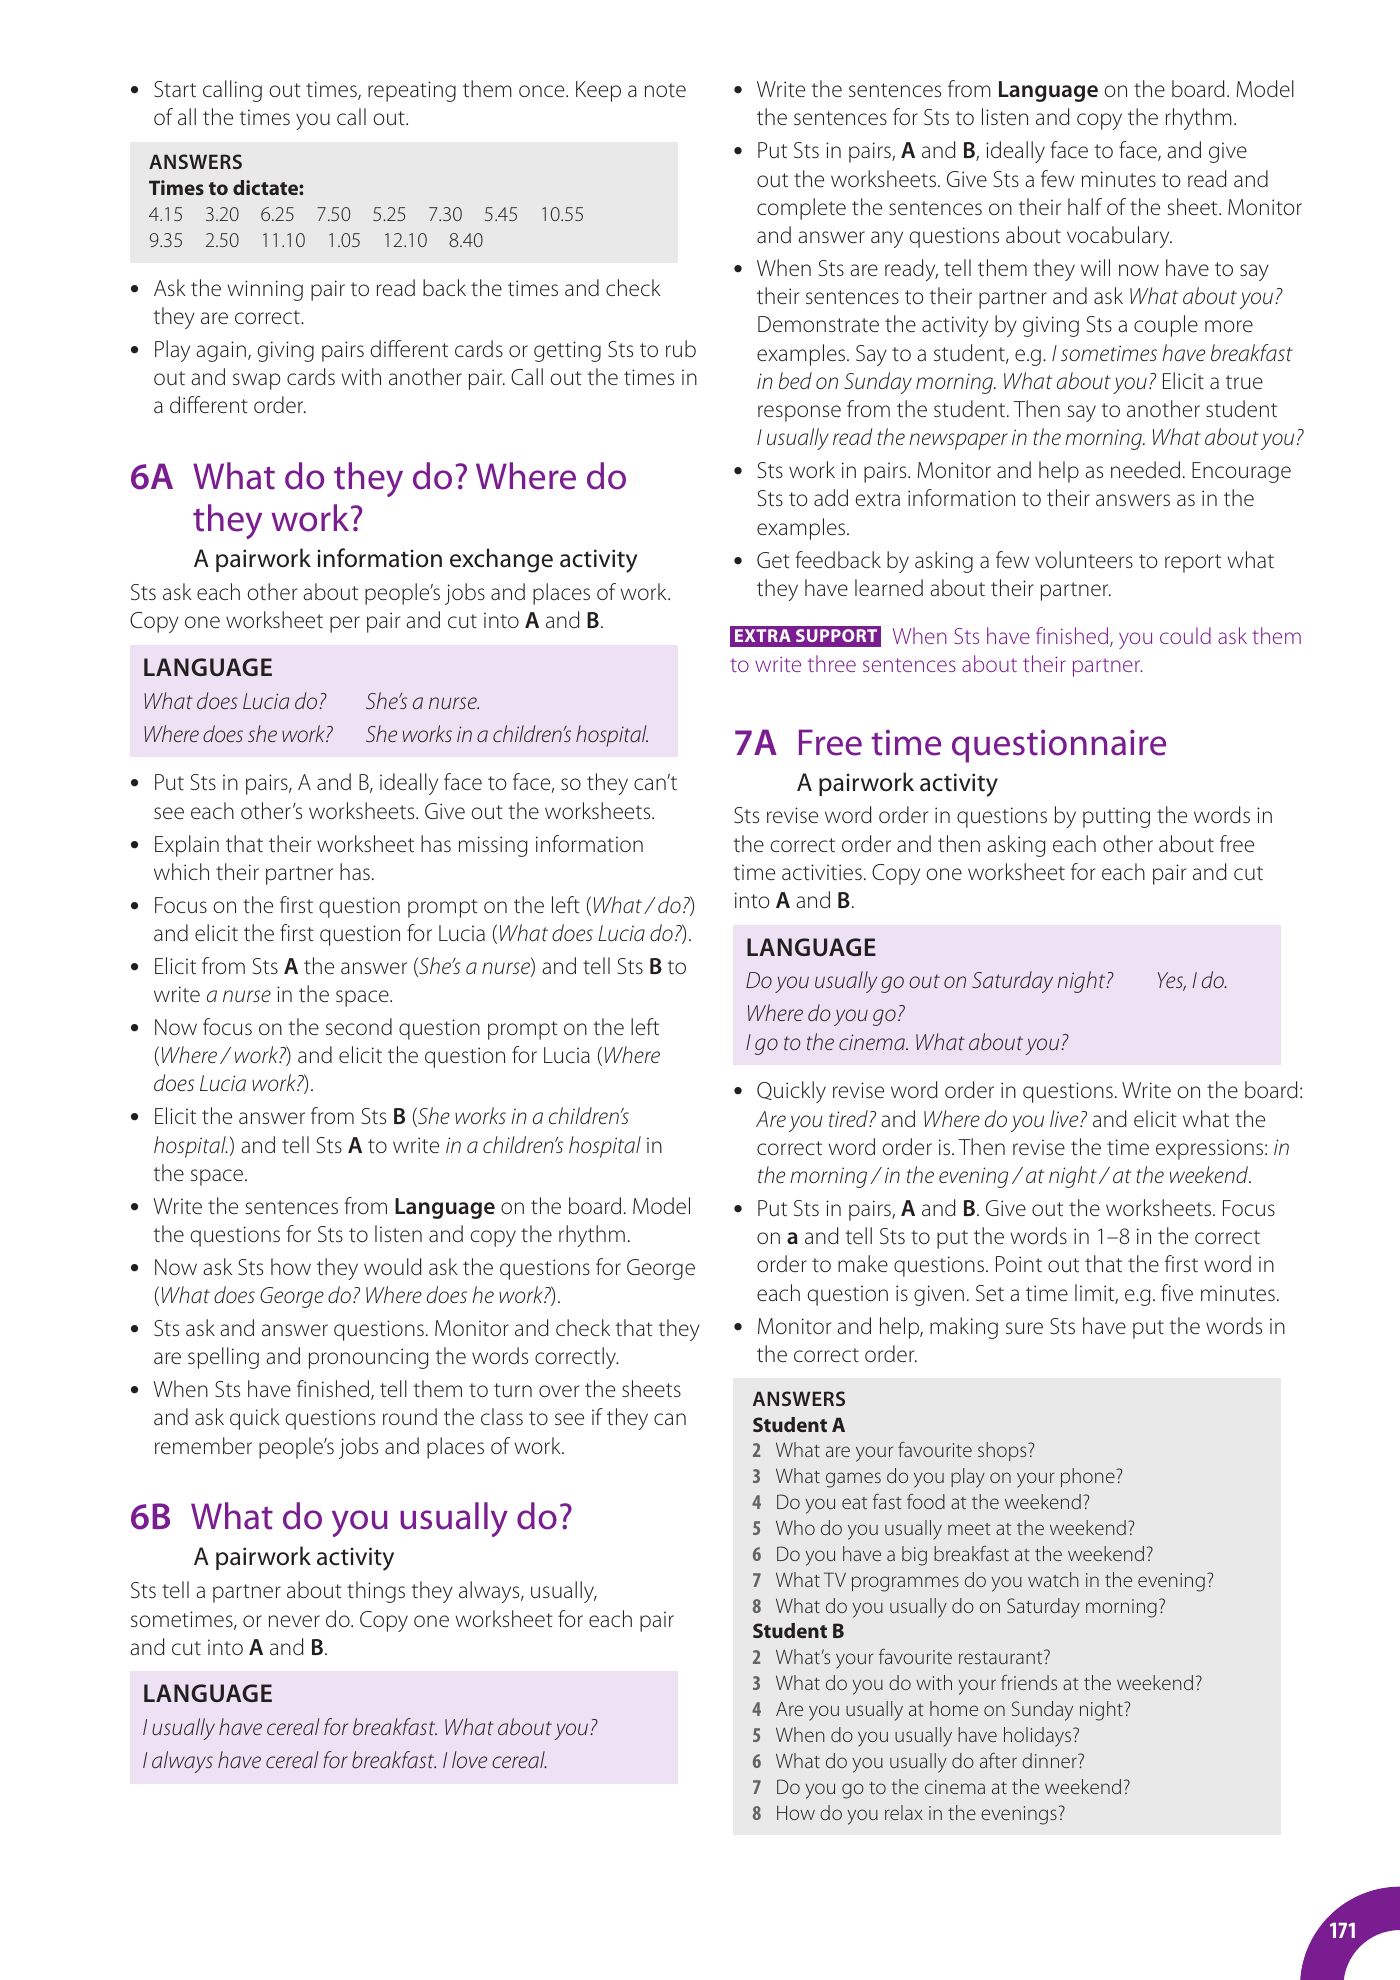 • Start calling out times, repeating them once. Keep a note
of all the times you call out.
ANSWERS
Times to dictate:
4.15 3.20 6.25 7.50 5.25 7.30 5.45 10.55
9.35 2.50 11.10 1.05 12.10 8.40
• Ask the winning pair to read back the times and check
they are correct.
• Play again, giving pairs different cards or getting Sts to rub
out and swap cards with another pair. Call out the times in
a different order.
6A What do they do? Where do
they work?
A pairwork information exchange activity
Sts ask each other about people’s jobs and places of work.
Copy one worksheet per pair and cut into A and B.
LANGUAGE
What does Lucia do? She’s a nurse.
Where does she work? She works in a children’s hospital.
• Put Sts in pairs, A and B, ideally face to face, so they can’t
see each other’s worksheets. Give out the worksheets.
• Explain that their worksheet has missing information
which their partner has.
• Focus on the first question prompt on the left (What / do?)
and elicit the first question for Lucia (What does Lucia do?).
• Elicit from Sts A the answer (She’s a nurse) and tell Sts B to
write a nurse in the space.
• Now focus on the second question prompt on the left
(Where / work?) and elicit the question for Lucia (Where
does Lucia work?).
• Elicit the answer from Sts B (She works in a children’s
hospital.) and tell Sts A to write in a children’s hospital in
the space.
• Write the sentences from Language on the board. Model
the questions for Sts to listen and copy the rhythm.
• Now ask Sts how they would ask the questions for George
(What does George do? Where does he work?).
• Sts ask and answer questions. Monitor and check that they
are spelling and pronouncing the words correctly.
• When Sts have finished, tell them to turn over the sheets
and ask quick questions round the class to see if they can
remember people’s jobs and places of work.
6B What do you usually do?
A pairwork activity
Sts tell a partner about things they always, usually,
sometimes, or never do. Copy one worksheet for each pair
and cut into A and B.
LANGUAGE
I usually have cereal for breakfast. What about you?
I always have cereal for breakfast. I love cereal.
• Write the sentences from Language on the board. Model
the sentences for Sts to listen and copy the rhythm.
• Put Sts in pairs, A and B, ideally face to face, and give
out the worksheets. Give Sts a few minutes to read and
complete the sentences on their half of the sheet. Monitor
and answer any questions about vocabulary.
• When Sts are ready, tell them they will now have to say
their sentences to their partner and ask What about you?
Demonstrate the activity by giving Sts a couple more
examples. Say to a student, e.g. I sometimes have breakfast
in bed on Sunday morning. What about you? Elicit a true
response from the student. Then say to another student
I usually read the newspaper in the morning. What about you?
• Sts work in pairs. Monitor and help as needed. Encourage
Sts to add extra information to their answers as in the
examples.
• Get feedback by asking a few volunteers to report what
they have learned about their partner.
EXTRA SUPPORT When Sts have finished, you could ask them
to write three sentences about their partner.
7A Free time questionnaire
A pairwork activity
Sts revise word order in questions by putting the words in
the correct order and then asking each other about free
time activities. Copy one worksheet for each pair and cut
into A and B.
LANGUAGE
Do you usually go out on Saturday night? Yes, I do.
Where do you go?
I go to the cinema. What about you?
• Quickly revise word order in questions. Write on the board:
Are you tired? and Where do you live? and elicit what the
correct word order is. Then revise the time expressions: in
the morning / in the evening / at night / at the weekend.
• Put Sts in pairs, A and B. Give out the worksheets. Focus
on a and tell Sts to put the words in 1–8 in the correct
order to make questions. Point out that the first word in
each question is given. Set a time limit, e.g. five minutes.
• Monitor and help, making sure Sts have put the words in
the correct order.
ANSWERS
Student A
2 What are your favourite shops?
3 What games do you play on your phone?
4 Do you eat fast food at the weekend?
5 Who do you usually meet at the weekend?
6 Do you have a big breakfast at the weekend?
7 What TV programmes do you watch in the evening?
8 What do you usually do on Saturday morning?
Student B
2 What’s your favourite restaurant?
3 What do you do with your friends at the weekend?
4 Are you usually at home on Sunday night?
5 When do you usually have holidays?
6 What do you usually do after dinner?
7 Do you go to the cinema at the weekend?
8 How do you relax in the evenings?
171